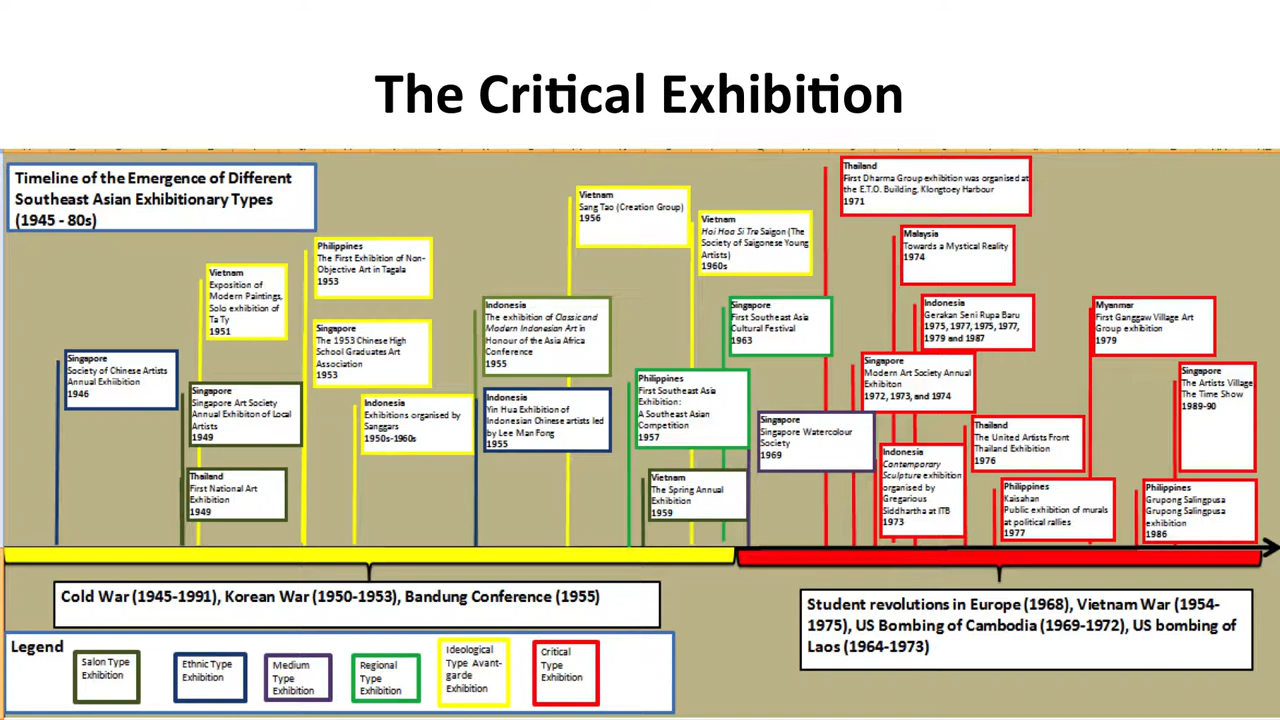 The Critical Exhibition
Timeline of the Emergence of Different
Southeast Asian Exhibitionary Types
(1945 - 80s)
Singapore
Society of Chinese Artists
Annual Exhiibition
1946
Vietnam
Exposition of
Modern Paintings,
Solo exhibition of
Ta Ty
1951
Singapore
Singapore Art Society
Annual Exhibiton of Local
Artists
1949
Thailand
First National Art
Exhibition
1949
Philippines
The First Exhibition of Non-
Objective Art in Tagala
1953
Singapore
The 1953 Chinese High
School Graduates Art
Association
1953
Indonesia
Exhibitions organised by
Sanggars
1950s-1960s
Indonesia
The exhibition of Classic and
Modern Indonesian Art in
Honour of the Asia Africa
Conference
1955
Indonesia
Yin Hua Exhibition of
Indonesian Chinese artists led
by Lee Man Fong
1955
Vietnam
Sang Tao (Creation Group)
1956
Vietnam
Hoi Hoa Si Tre Saigon (The
Society of Saigonese Young
Artists)
1960s
Singapore
First Southeast Asia
Cultural Festival
1963
Philippines
First Southeast Asia
Exhibition:
A Southeast Asian
Competition
1957
Vietnam
The Spring Annual
Exhibition
1959
Singapore
Singapore Watercolour
Society
1969
Thailand
First Dharma Group exhibition was organised at
the E.T.O. Building, Klongtoey Harbour
1971
Malaysia
Towards a Mystical Reality
1974
Indonesia
Gerakan Seni Rupa Baru
1975, 1977, 1975, 1977,
1979 and 1987
Singapore
Modern Art Society Annual
Exhibiton
1972, 1973, and 1974
Indonesia
Contemporary
Sculpture exhibition
organised by
Gregarious
Siddhartha at ITB
1973
Thailand
The United Artists Front
Thailand Exhibition
1976
Philippines
Kaisahan
Public exhibition of murals
at political rallies
1977
Myanmar
First Ganggaw Village Art
Group exhibition
1979
Singapore
The Artists Village
The Time Show
1989-90
Philippines
Grupong Salingpusa
Grupong Salingpusa
exhibition
1986
Cold War (1945-1991), Korean War (1950-1953), Bandung Conference (1955)
Student revolutions in Europe (1968), Vietnam War (1954-
1975), US Bombing of Cambodia (1969-1972), US bombing of
Laos (1964-1973)
Legend
Salon Type
Exhibition
Ethnic Type
Exhibition
Medium
Type
Exhibition
Regional
Type
Exhibition
Ideological
Type Avant-
garde
Exhibition
Critical
Type
Exhibition